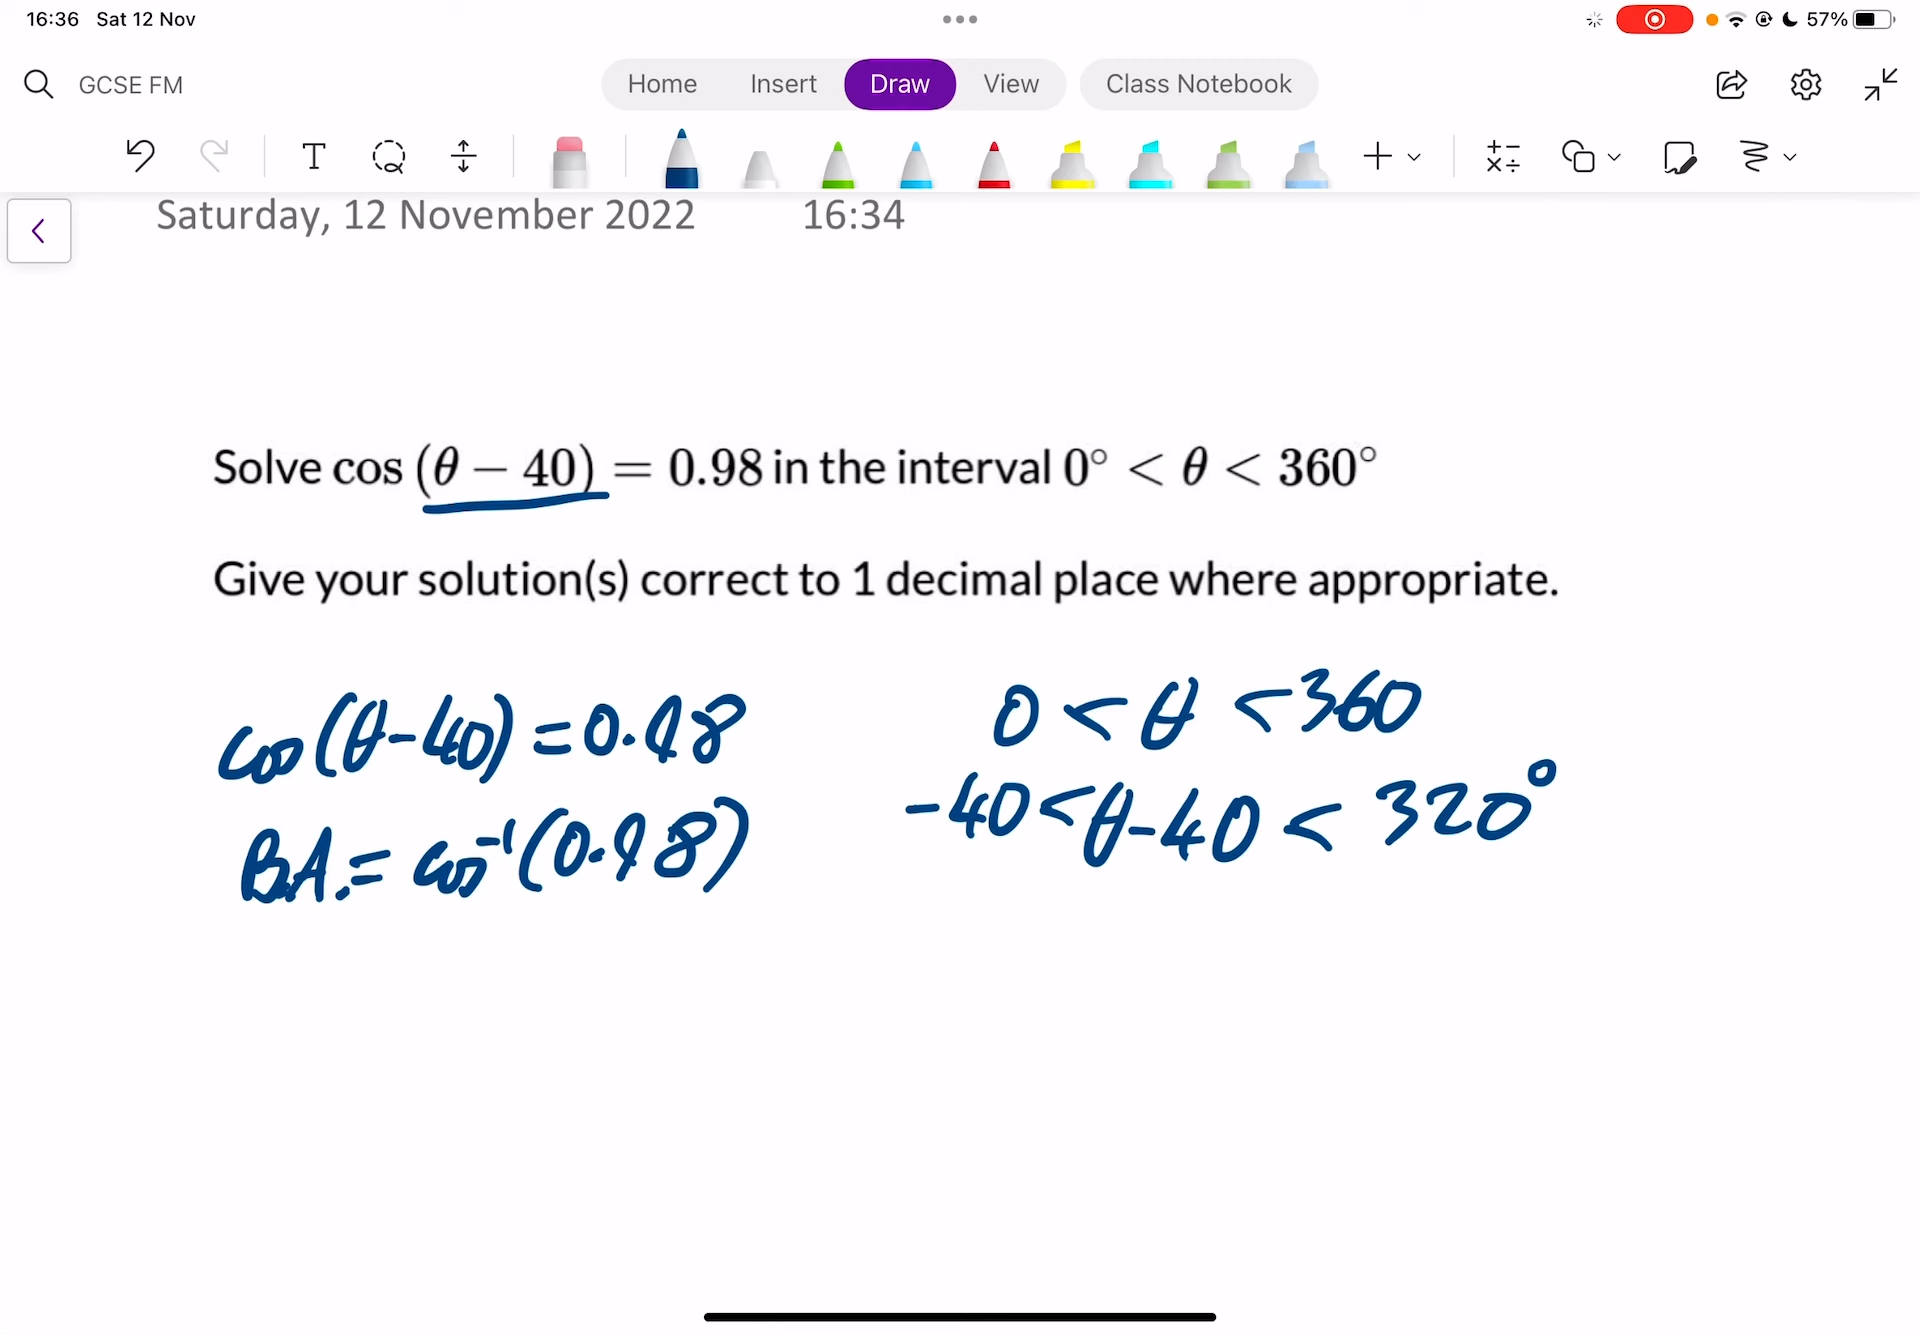 16:36 Sat 12 Nov 57%
GCSE FM Home Insert Draw View Class Notebook
Saturday, 12 November 2022 16:34
Solve cos (θ − 40) = 0.98 in the interval 0° < θ < 360°
Give your solution(s) correct to 1 decimal place where appropriate.
cos(θ-40)=0.98
B.A.= cos⁻¹(0.98)
0<θ<360
-40<θ-40<320°